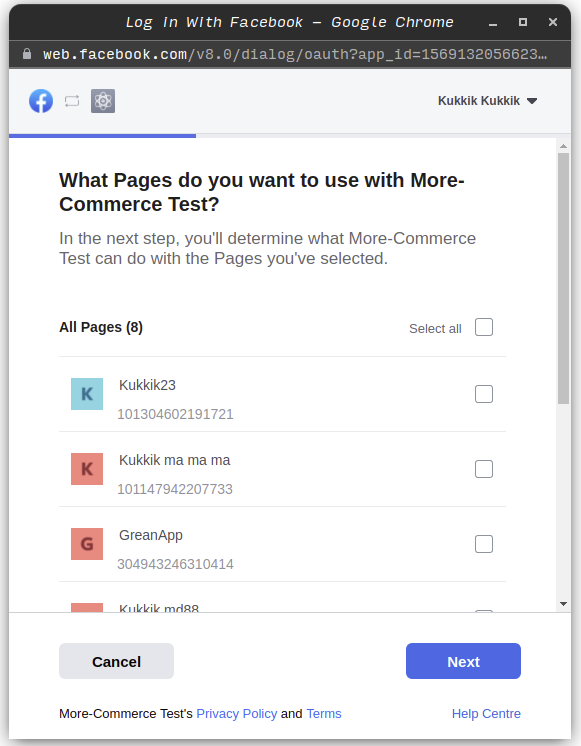 Log In With Facebook – Google Chrome
web.facebook.com/v8.0/dialog/oauth?app_id=1569132056623…
Kukkik Kukkik
What Pages do you want to use with More-
Commerce Test?
In the next step, you'll determine what More-Commerce
Test can do with the Pages you've selected.
All Pages (8)
Select all
K
Kukkik23
101304602191721
K
Kukkik ma ma ma
101147942207733
G
GreanApp
304943246310414
Kukkik md88
Cancel
Next
More-Commerce Test's Privacy Policy and Terms
Help Centre